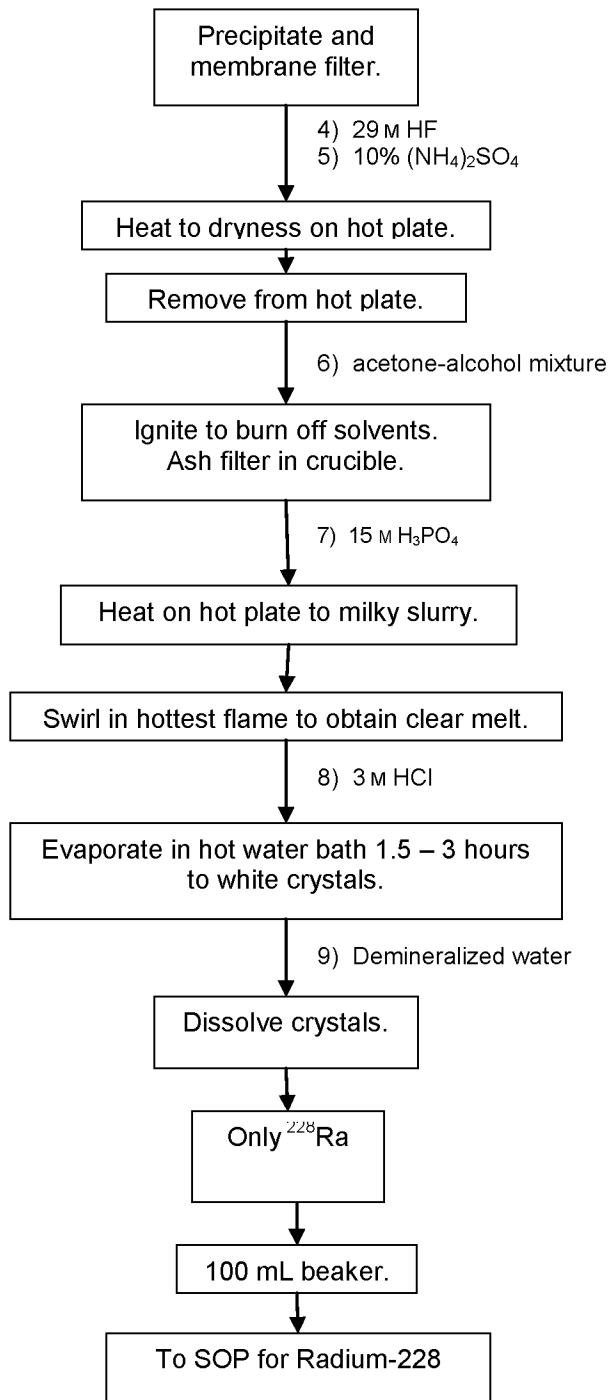 Precipitate and
membrane filter.
4) 29 M HF
5) 10% (NH₄)₂SO₄
Heat to dryness on hot plate.
Remove from hot plate.
6) acetone-alcohol mixture
Ignite to burn off solvents.
Ash filter in crucible.
7) 15 M H₃PO₄
Heat on hot plate to milky slurry.
Swirl in hottest flame to obtain clear melt.
8) 3 M HCl
Evaporate in hot water bath 1.5 – 3 hours
to white crystals.
9) Demineralized water
Dissolve crystals.
Only ²²⁸Ra
100 mL beaker.
To SOP for Radium-228